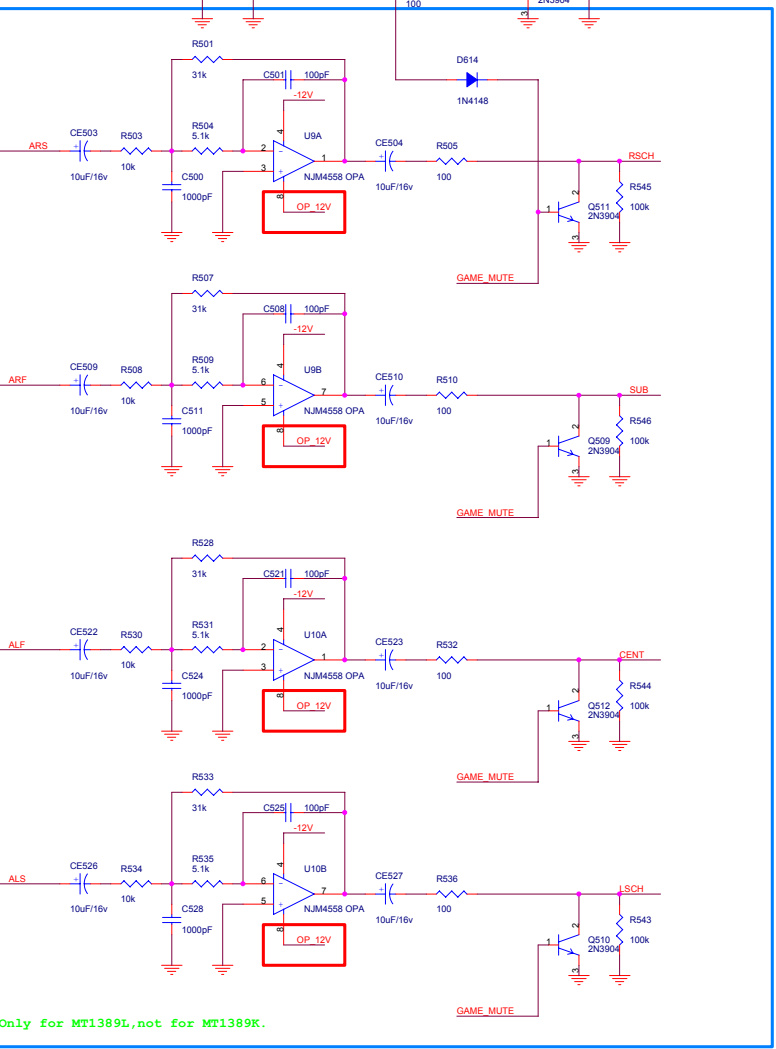 100
2N3904
3
R501
31k
C501
100pF
-12V
D614
1N4148
ARS
CE503
10uF/16v
R503
10k
R504
5.1k
C500
1000pF
4
2
3
8
1
U9A
NJM4558 OPA
OP_12V
CE504
10uF/16v
R505
100
RSCH
2
1
3
Q511
2N3904
R545
100k
GAME_MUTE
R507
31k
C508
100pF
-12V
ARF
CE509
10uF/16v
R508
10k
R509
5.1k
C511
1000pF
4
6
5
8
7
U9B
NJM4558 OPA
OP_12V
CE510
10uF/16v
R510
100
SUB
2
1
3
Q509
2N3904
R546
100k
GAME_MUTE
R528
31k
C521
100pF
-12V
ALF
CE522
10uF/16v
R530
10k
R531
5.1k
C524
1000pF
4
2
3
8
1
U10A
NJM4558 OPA
OP_12V
CE523
10uF/16v
R532
100
CENT
2
1
3
Q512
2N3904
R544
100k
GAME_MUTE
R533
31k
C525
100pF
-12V
ALS
CE526
10uF/16v
R534
10k
R535
5.1k
C528
1000pF
4
6
5
8
7
U10B
NJM4558 OPA
OP_12V
CE527
10uF/16v
R536
100
LSCH
2
1
3
Q510
2N3904
R543
100k
GAME_MUTE
Only for MT1389L,not for MT1389K.